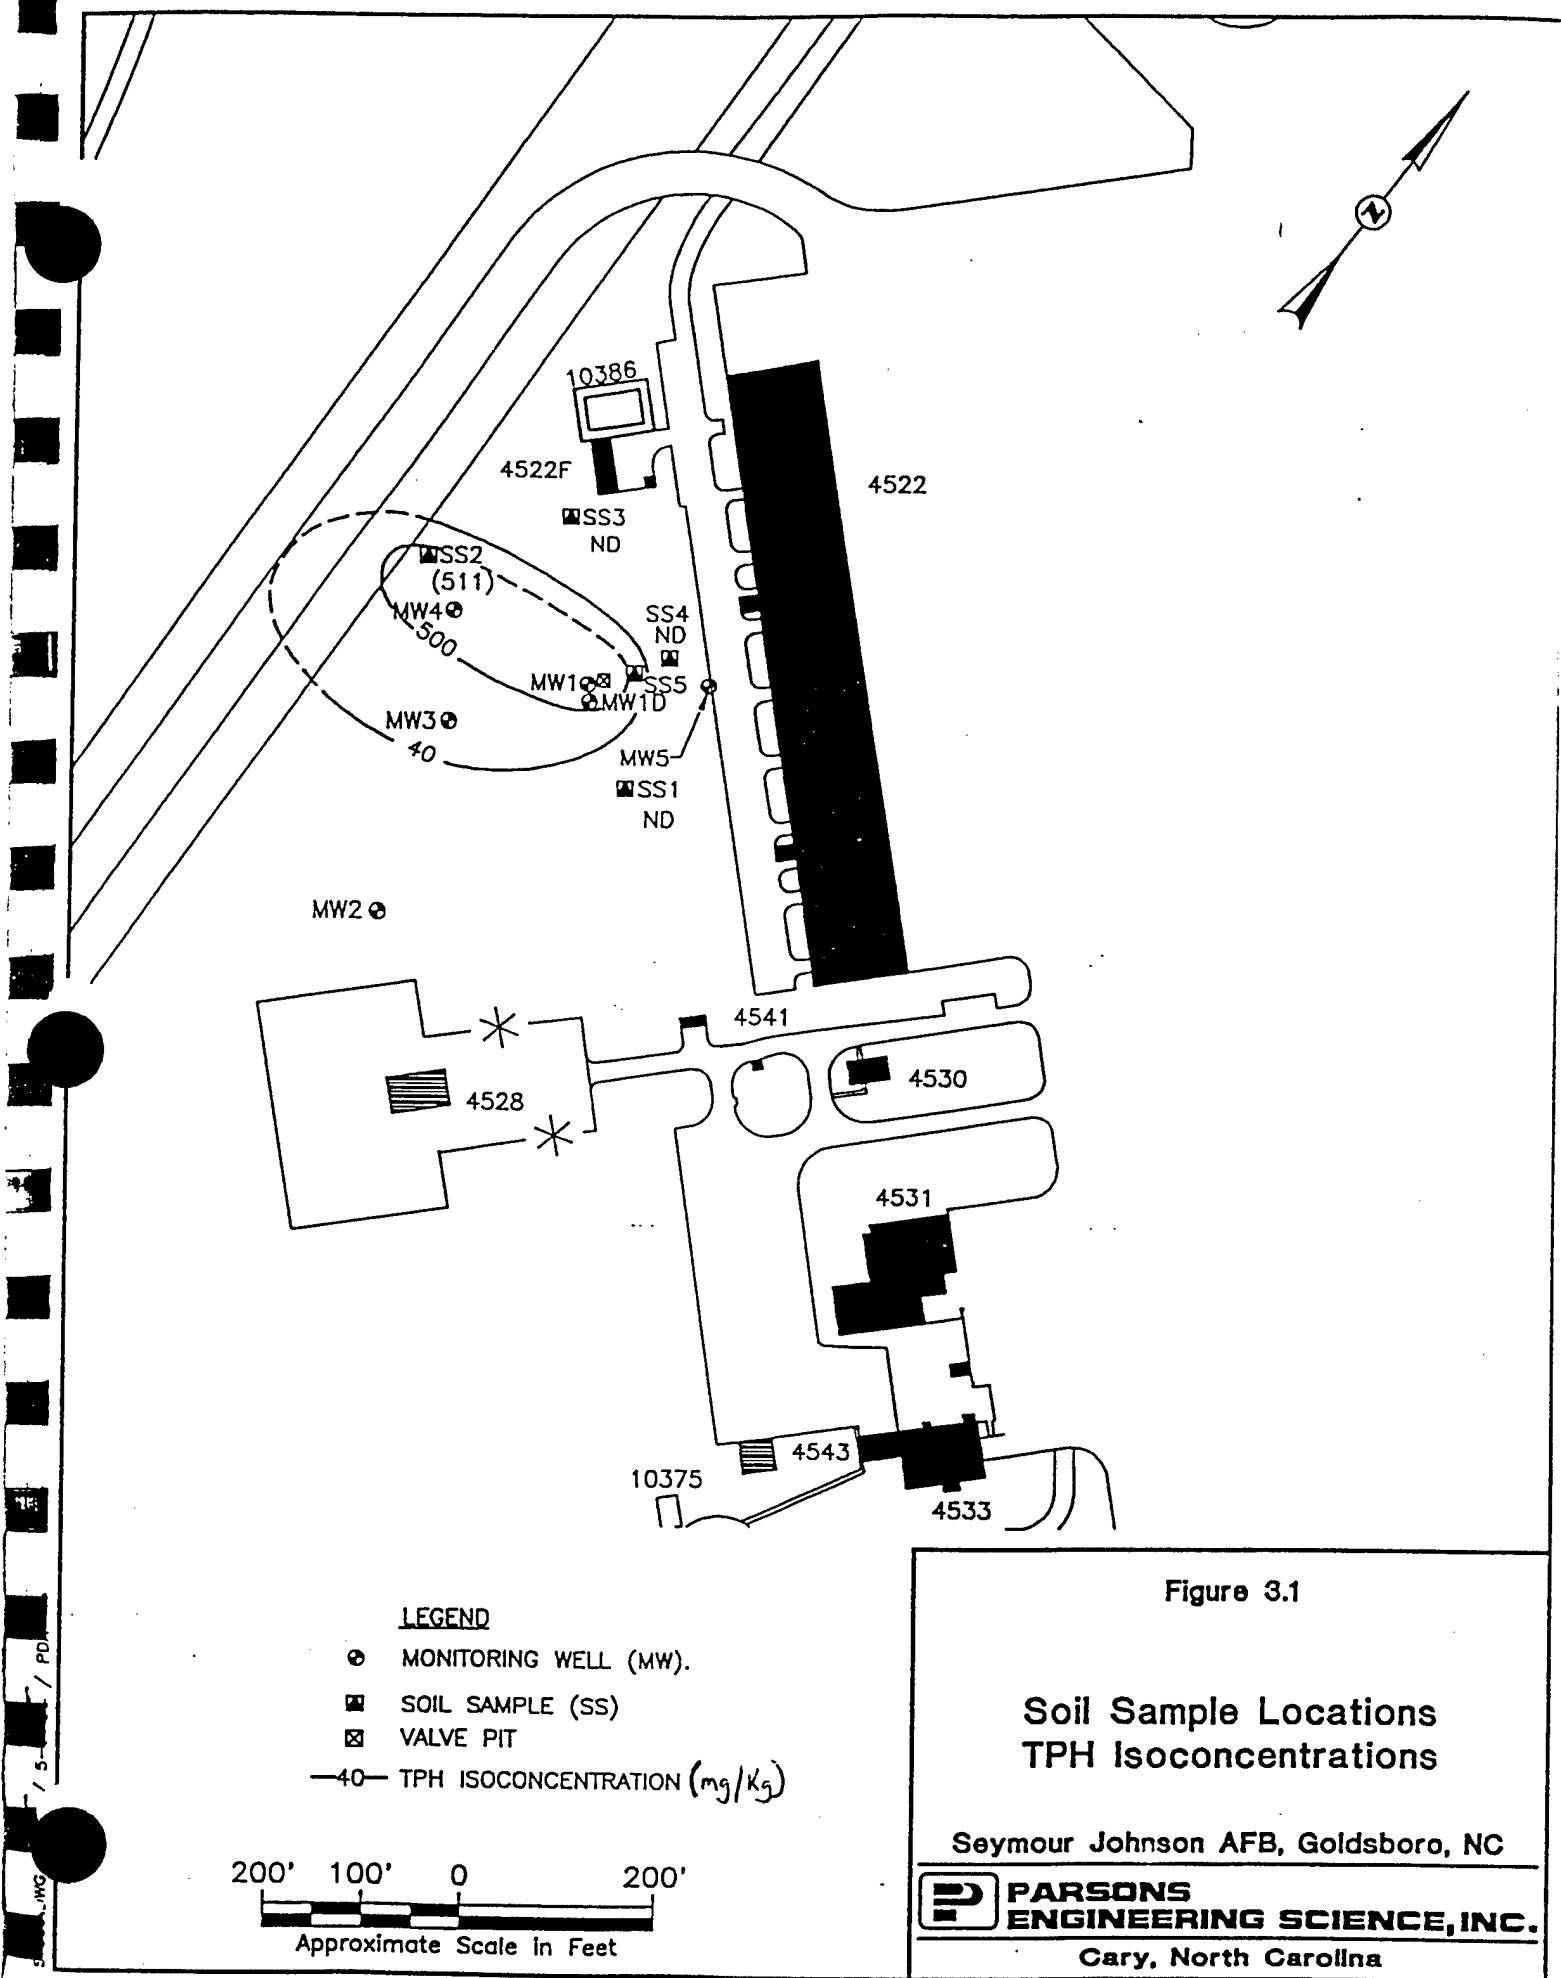 N
10386
4522F
4522
SS3
ND
SS2
(511)
MW4
500
SS4
ND
MW1
SS5
MW1D
MW3
40
MW5
SS1
ND
MW2
4541
4528
4530
4531
4543
10375
4533
LEGEND
MONITORING WELL (MW).
SOIL SAMPLE (SS)
VALVE PIT
—40— TPH ISOCONCENTRATION (mg/Kg)
200' 100' 0 200'
Approximate Scale in Feet
Figure 3.1
Soil Sample Locations
TPH Isoconcentrations
Seymour Johnson AFB, Goldsboro, NC
PARSONS
ENGINEERING SCIENCE, INC.
Cary, North Carolina